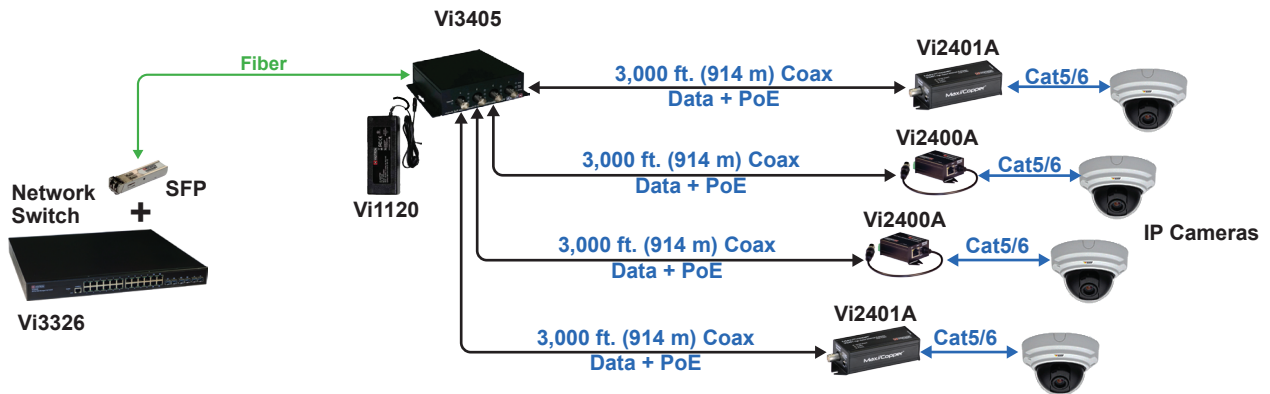 Vi3405
Vi2401A
Fiber
3,000 ft. (914 m) Coax
Data + PoE
Cat5/6
MaxiiCopper
Vi2400A
3,000 ft. (914 m) Coax
Data + PoE
Cat5/6
Network
Switch
+
SFP
Vi1120
Vi2400A
IP Cameras
3,000 ft. (914 m) Coax
Data + PoE
Cat5/6
Vi3326
Vi2401A
3,000 ft. (914 m) Coax
Data + PoE
Cat5/6
MaxiiCopper